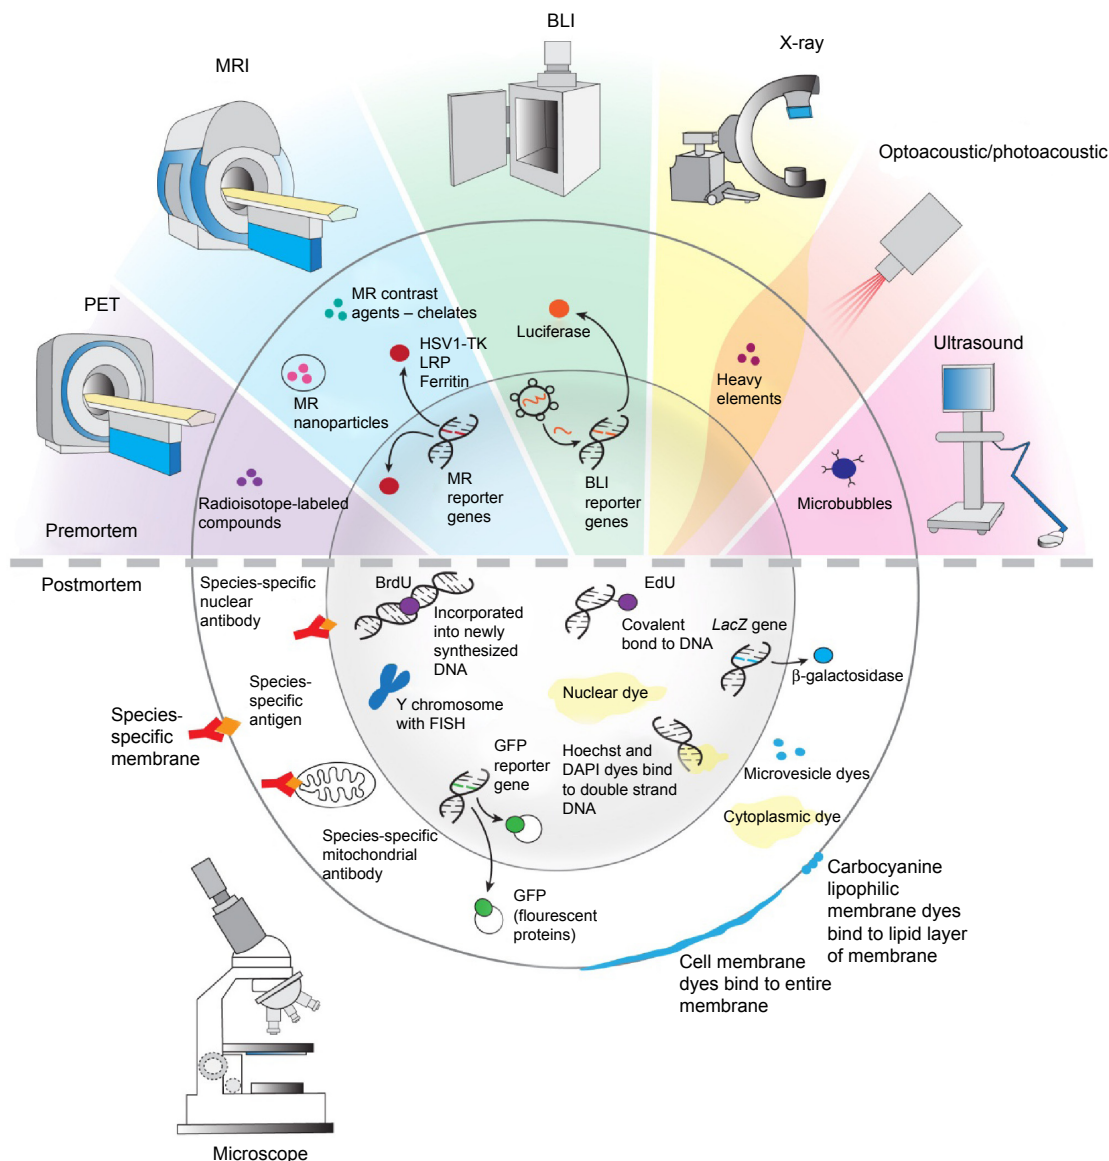 BLI
X-ray
MRI
Optoacoustic/photoacoustic
PET
MR contrast
agents – chelates
Luciferase
HSV1-TK
LRP
Ferritin
Ultrasound
Heavy
elements
MR
nanoparticles
MR
reporter
genes
BLI
reporter
genes
Radioisotope-labeled
compounds
Microbubbles
Premortem
Postmortem
Species-specific
nuclear
antibody
BrdU
Incorporated
into newly
synthesized
DNA
EdU
Covalent
bond to DNA
LacZ gene
β-galactosidase
Species-
specific
antigen
Y chromosome
with FISH
Nuclear dye
Species-
specific
membrane
GFP
reporter
gene
Hoechst and
DAPI dyes bind
to double strand
DNA
Microvesicle dyes
Cytoplasmic dye
Species-specific
mitochondrial
antibody
GFP
(flourescent
proteins)
Carbocyanine
lipophilic
membrane dyes
bind to lipid layer
of membrane
Cell membrane
dyes bind to entire
membrane
Microscope